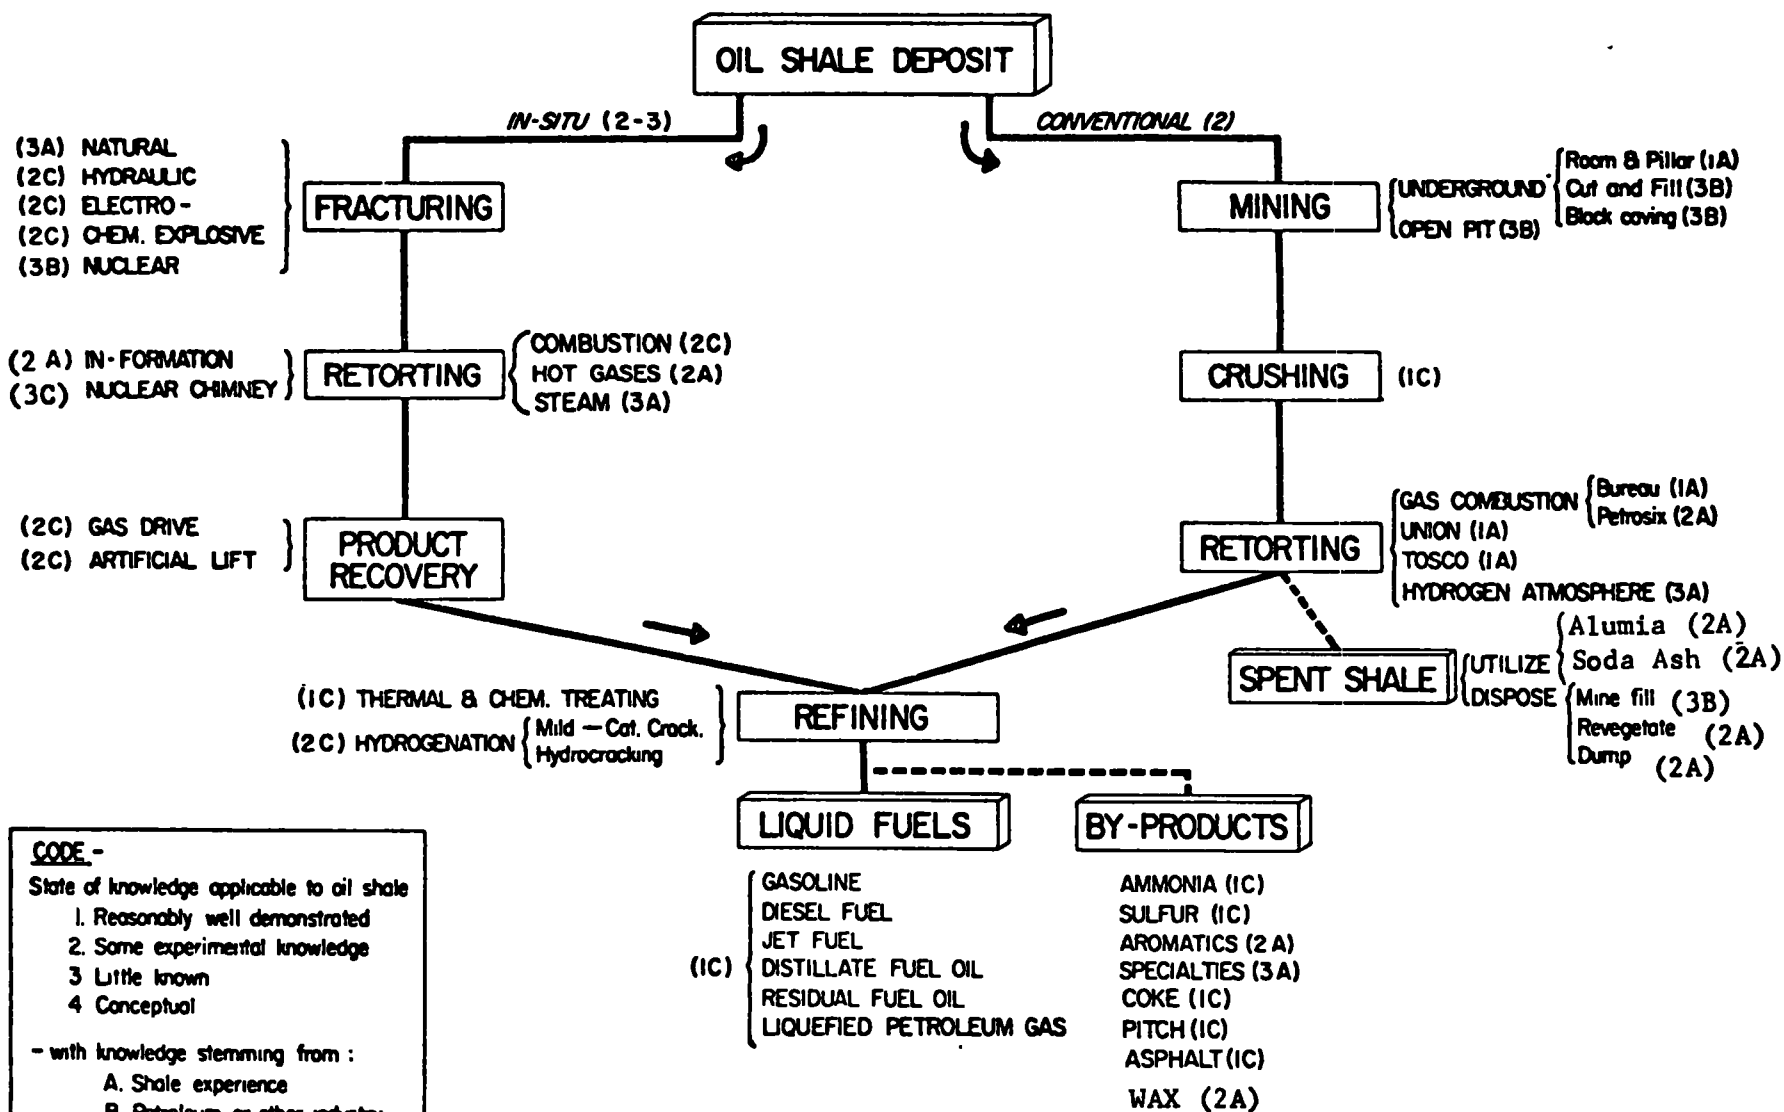 OIL SHALE DEPOSIT
IN-SITU (2-3)
CONVENTIONAL (2)
(3A) NATURAL
(2C) HYDRAULIC
(2C) ELECTRO-
(2C) CHEM. EXPLOSIVE
(3B) NUCLEAR
FRACTURING
MINING
UNDERGROUND
Room & Pillar (1A)
Cut and Fill (3B)
Block caving (3B)
OPEN PIT (3B)
(2A) IN-FORMATION
(3C) NUCLEAR CHIMNEY
RETORTING
COMBUSTION (2C)
HOT GASES (2A)
STEAM (3A)
CRUSHING
(1C)
(2C) GAS DRIVE
(2C) ARTIFICIAL LIFT
PRODUCT
RECOVERY
RETORTING
GAS COMBUSTION
Bureau (1A)
Petrosix (2A)
UNION (1A)
TOSCO (1A)
HYDROGEN ATMOSPHERE (3A)
SPENT SHALE
UTILIZE
Alumia (2A)
Soda Ash (2A)
DISPOSE
Mine fill (3B)
Revegetate (2A)
Dump (2A)
(1C) THERMAL & CHEM. TREATING
(2C) HYDROGENATION
Mild — Cat. Crack.
Hydrocracking
REFINING
LIQUID FUELS
BY-PRODUCTS
(1C)
GASOLINE
DIESEL FUEL
JET FUEL
DISTILLATE FUEL OIL
RESIDUAL FUEL OIL
LIQUEFIED PETROLEUM GAS
AMMONIA (1C)
SULFUR (1C)
AROMATICS (2A)
SPECIALTIES (3A)
COKE (1C)
PITCH (1C)
ASPHALT (1C)
WAX (2A)
CODE -
State of knowledge applicable to oil shale
1. Reasonably well demonstrated
2. Some experimental knowledge
3 Little known
4 Conceptual
- with knowledge stemming from :
A. Shale experience
B. Petroleum or other industry